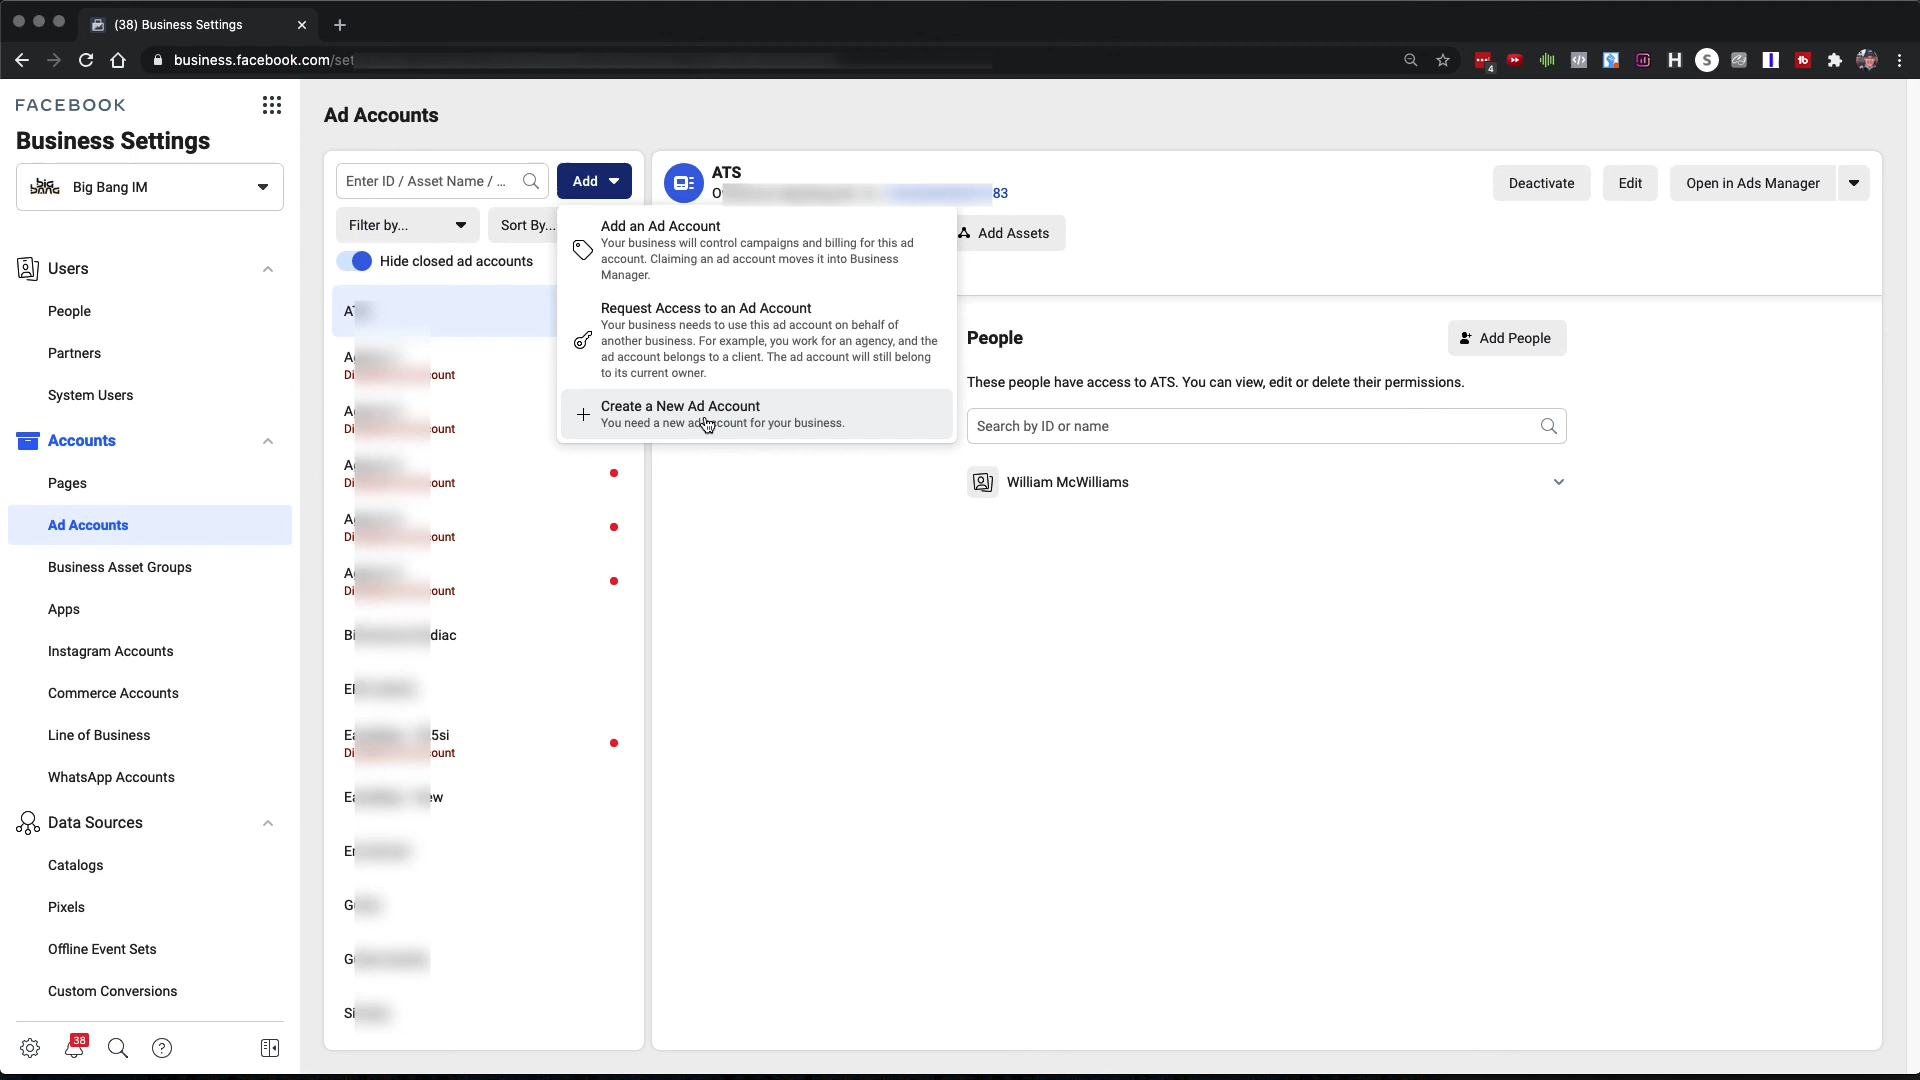 (38) Business Settings
business.facebook.com/set
4
FACEBOOK
Business Settings
big bang
Big Bang IM
Users
People
Partners
System Users
Accounts
Pages
Ad Accounts
Business Asset Groups
Apps
Instagram Accounts
Commerce Accounts
Line of Business
WhatsApp Accounts
Data Sources
Catalogs
Pixels
Offline Event Sets
Custom Conversions
38
Ad Accounts
Enter ID / Asset Name / ...
Add
Filter by...
Sort By...
Hide closed ad accounts
Add an Ad Account
Your business will control campaigns and billing for this ad
account. Claiming an ad account moves it into Business
Manager.
Request Access to an Ad Account
Your business needs to use this ad account on behalf of
another business. For example, you work for an agency, and the
ad account belongs to a client. The ad account will still belong
to its current owner.
Create a New Ad Account
You need a new ad account for your business.
ATS
83
Deactivate
Edit
Open in Ads Manager
Add Assets
People
Add People
These people have access to ATS. You can view, edit or delete their permissions.
Search by ID or name
William McWilliams